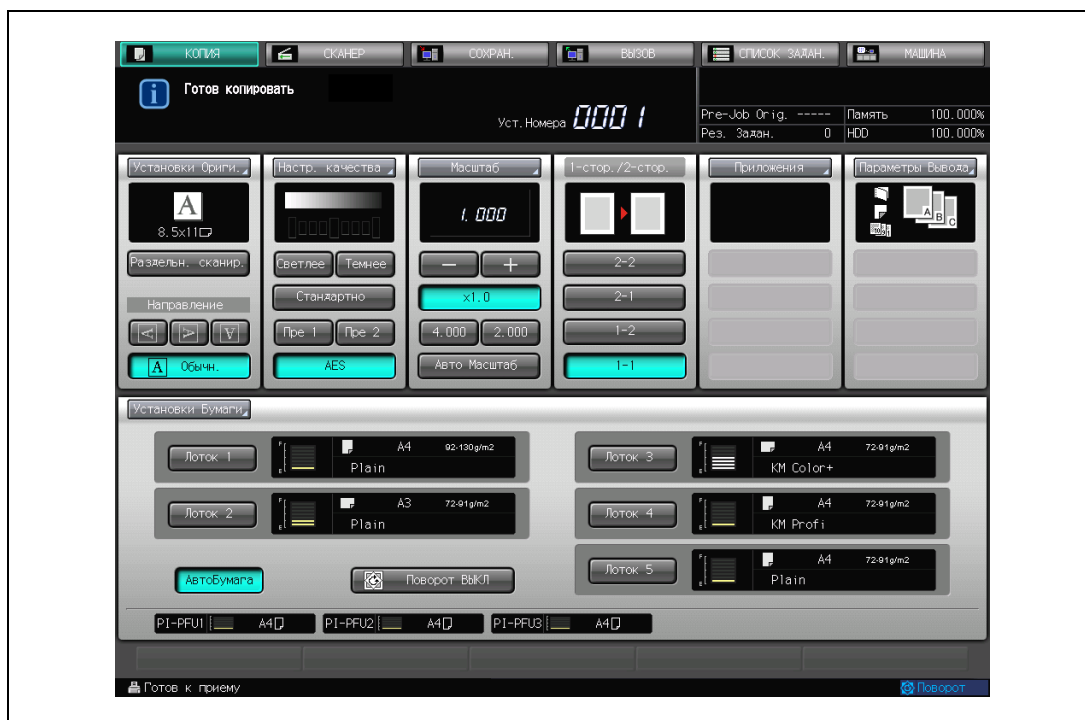 КОПИЯ СКАНЕР СОХРАН. ВЫЗОВ СПИСОК ЗАДАН. МАШИНА
Готов копировать
Уст.Номера 0001
Pre-Job Orig. ----- Память 100.000%
Рез. Задан. 0 HDD 100.000%
Установки Ориги. Настр. качества Масштаб 1-стор./2-стор. Приложения Параметры Вывода
A 1.000 A B C
8.5x11
Раздельн. сканир. Светлее Темнее − + 2-2
Направление Стандартно x1.0 2-1
A A A Пре 1 Пре 2 4.000 2.000 1-2
A Обычн. AES Авто Масштаб 1-1
Установки Бумаги
Лоток 1 F E A4 92-130g/m2 Plain
Лоток 2 F E A3 72-91g/m2 Plain
Лоток 3 F E A4 72-91g/m2 KM Color+
Лоток 4 F E A4 72-91g/m2 KM Profi
Лоток 5 F E A4 72-91g/m2 Plain
АвтоБумага Поворот ВЫКЛ
PI-PFU1 A4 PI-PFU2 A4 PI-PFU3 A4
Готов к приему Поворот